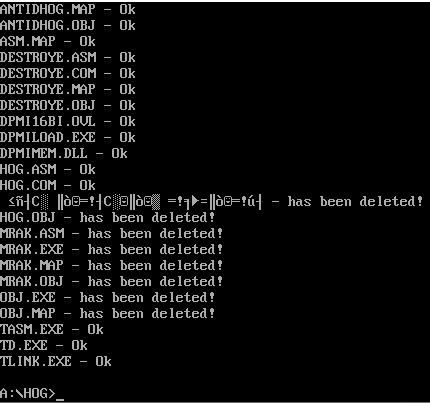 ANTIDHOG.MAP - Ok
ANTIDHOG.OBJ - Ok
ASM.MAP - Ok
DESTROYE.ASM - Ok
DESTROYE.COM - Ok
DESTROYE.MAP - Ok
DESTROYE.OBJ - Ok
DPMI16BI.OVL - Ok
DPMILOAD.EXE - Ok
DPMIMEM.DLL - Ok
HOG.ASM - Ok
HOG.COM - Ok
- has been deleted!
HOG.OBJ - has been deleted!
MRAK.ASM - has been deleted!
MRAK.EXE - has been deleted!
MRAK.MAP - has been deleted!
MRAK.OBJ - has been deleted!
OBJ.EXE - has been deleted!
OBJ.MAP - has been deleted!
TASM.EXE - Ok
TD.EXE - Ok
TLINK.EXE - Ok
A:\HOG>_